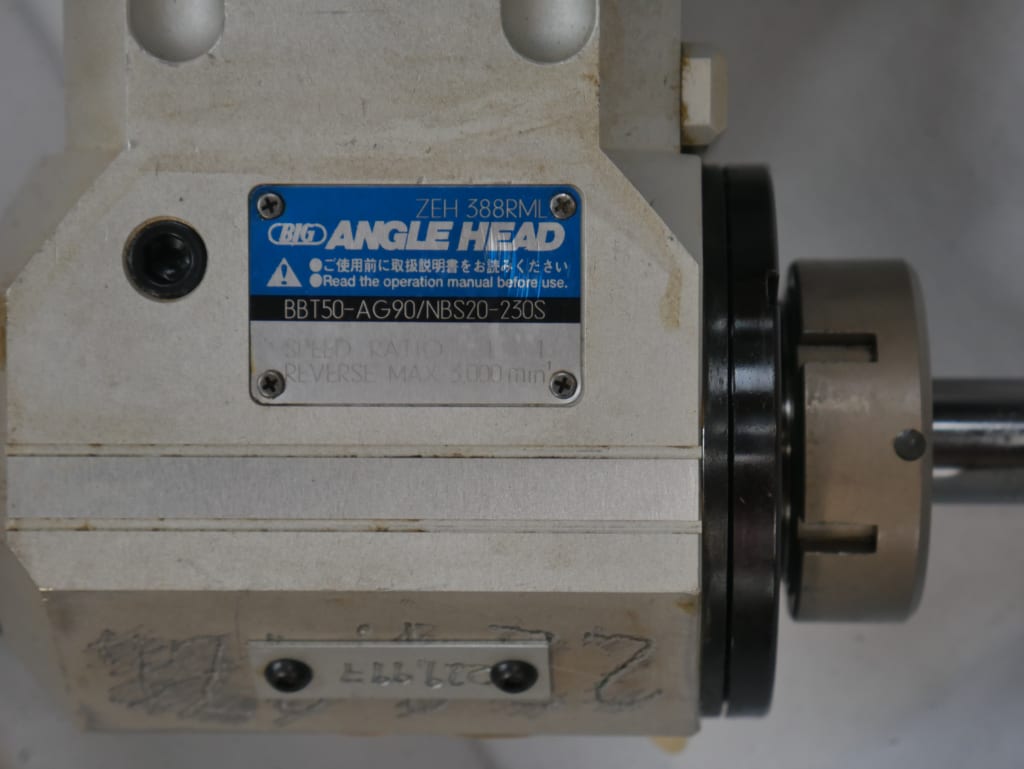 ZEH 388RML
BIG ANGLE HEAD
●ご使用前に取扱説明書をお読みください
●Read the operation manual before use.
BBT50-AG90/NBS20-230S
SPEED RATIO 1 : 1
REVERSE MAX 3,000 min⁻¹